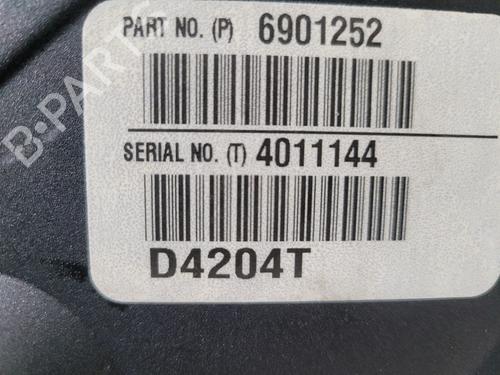 PART NO. (P) 6901252
SERIAL NO. (T) 4011144
D4204T
B-PARTS